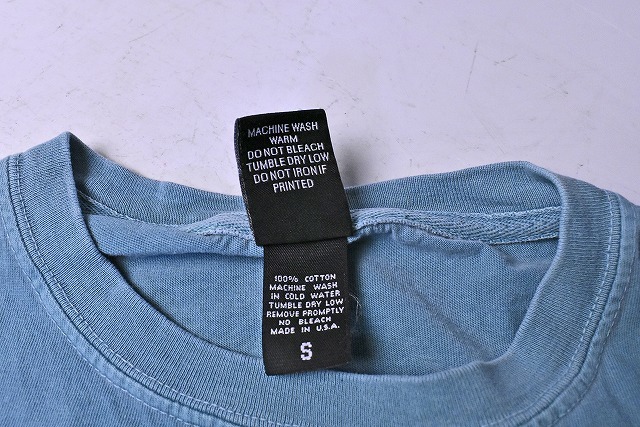 MACHINE WASH
WARM
DO NOT BLEACH
TUMBLE DRY LOW
DO NOT IRON IF
PRINTED
100% COTTON
MACHINE WASH
IN COLD WATER
TUMBLE DRY LOW
REMOVE PROMPTLY
NO BLEACH
MADE IN U.S.A.
S